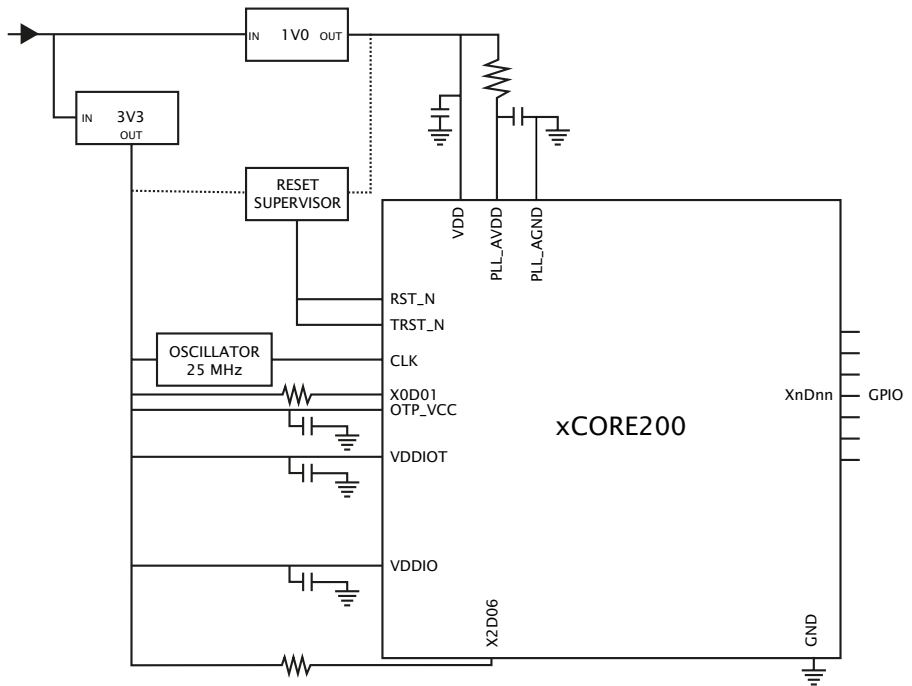 IN 1V0 OUT
IN 3V3
OUT
RESET
SUPERVISOR
VDD
PLL_AVDD
PLL_AGND
RST_N
TRST_N
OSCILLATOR
25 MHz
CLK
X0D01
OTP_VCC
XnDnn GPIO
xCORE200
VDDIOT
VDDIO
X2D06
GND